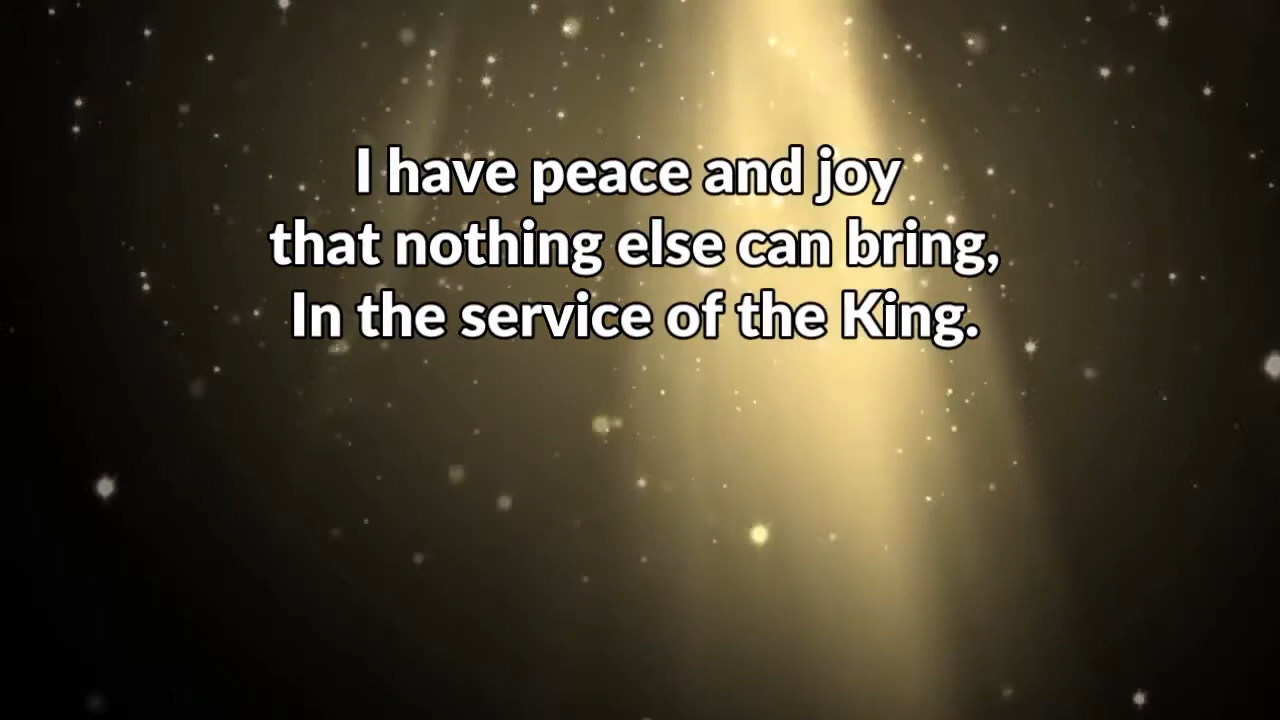 I have peace and joy
that nothing else can bring,
In the service of the King.